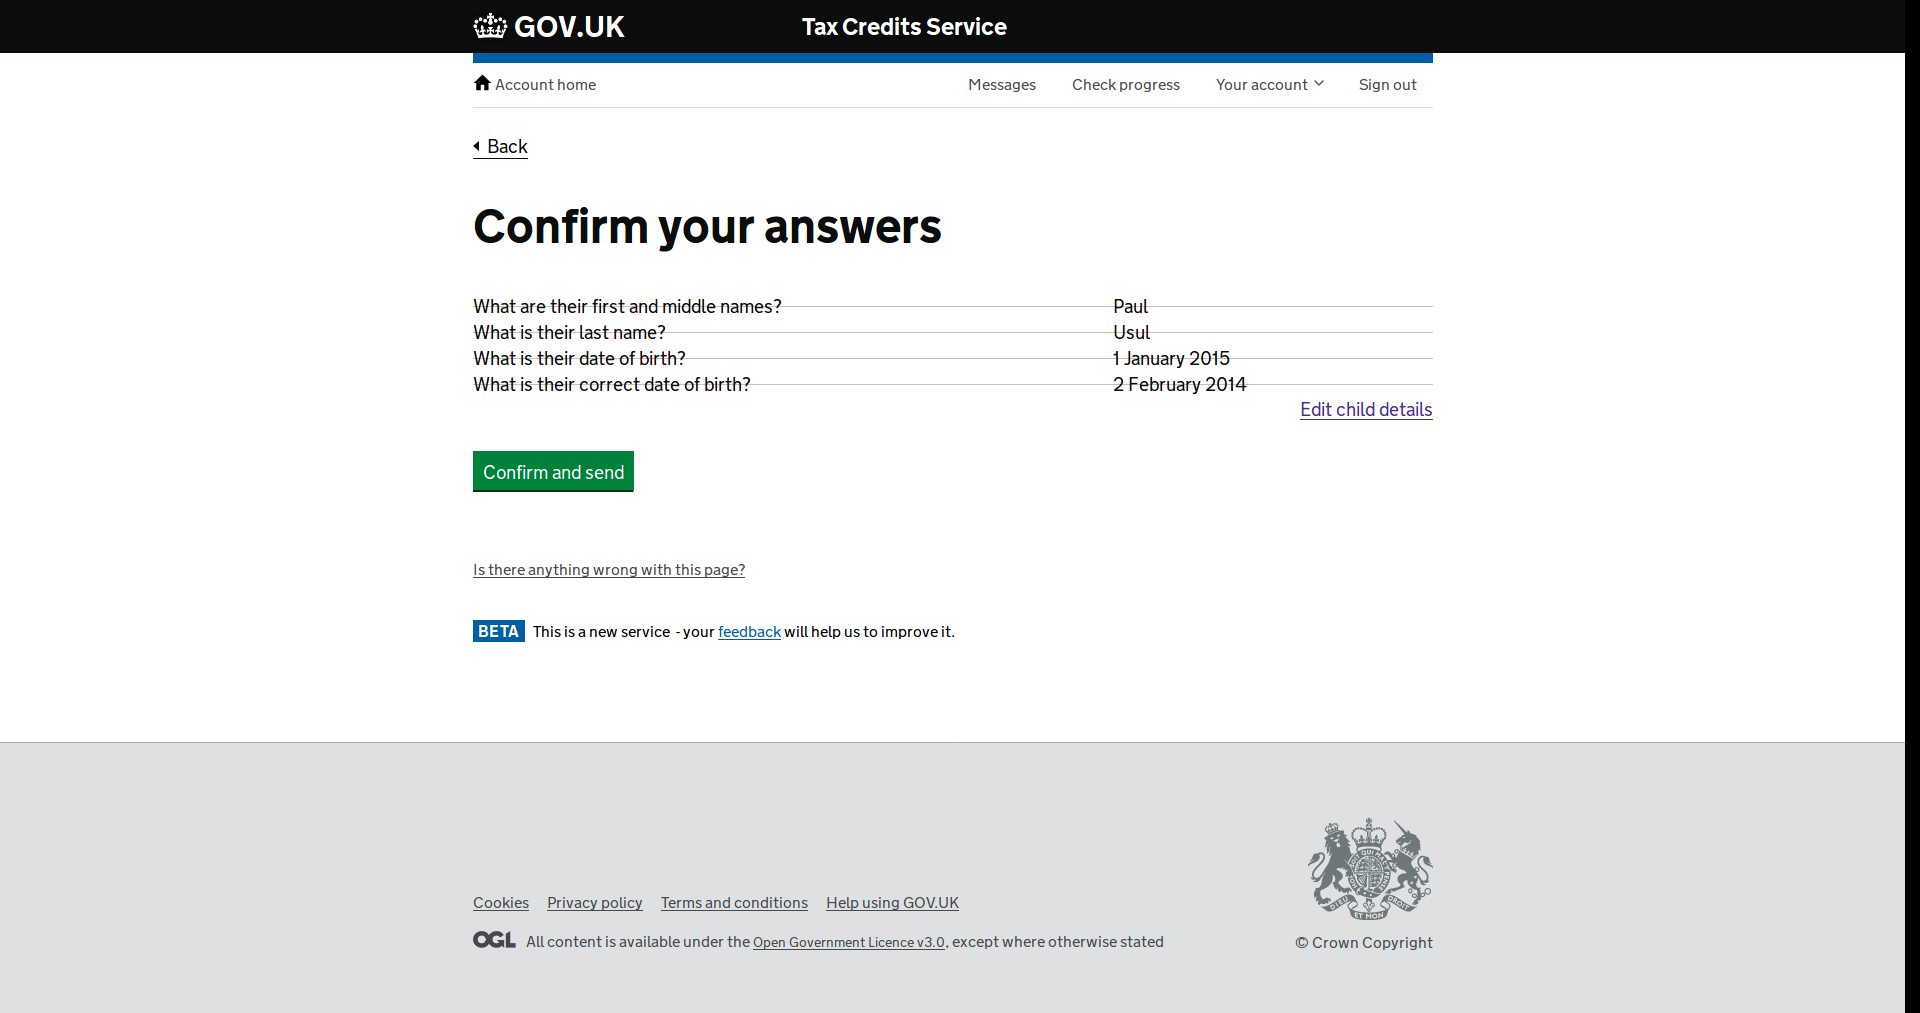 GOV.UK Tax Credits Service
Account home Messages Check progress Your account Sign out
Back
Confirm your answers
What are their first and middle names? Paul
What is their last name? Usul
What is their date of birth? 1 January 2015
What is their correct date of birth? 2 February 2014
Edit child details
Confirm and send
Is there anything wrong with this page?
BETA This is a new service - your feedback will help us to improve it.
Cookies Privacy policy Terms and conditions Help using GOV.UK
OGL All content is available under the Open Government Licence v3.0, except where otherwise stated
DIEU ET MON DROIT
© Crown Copyright